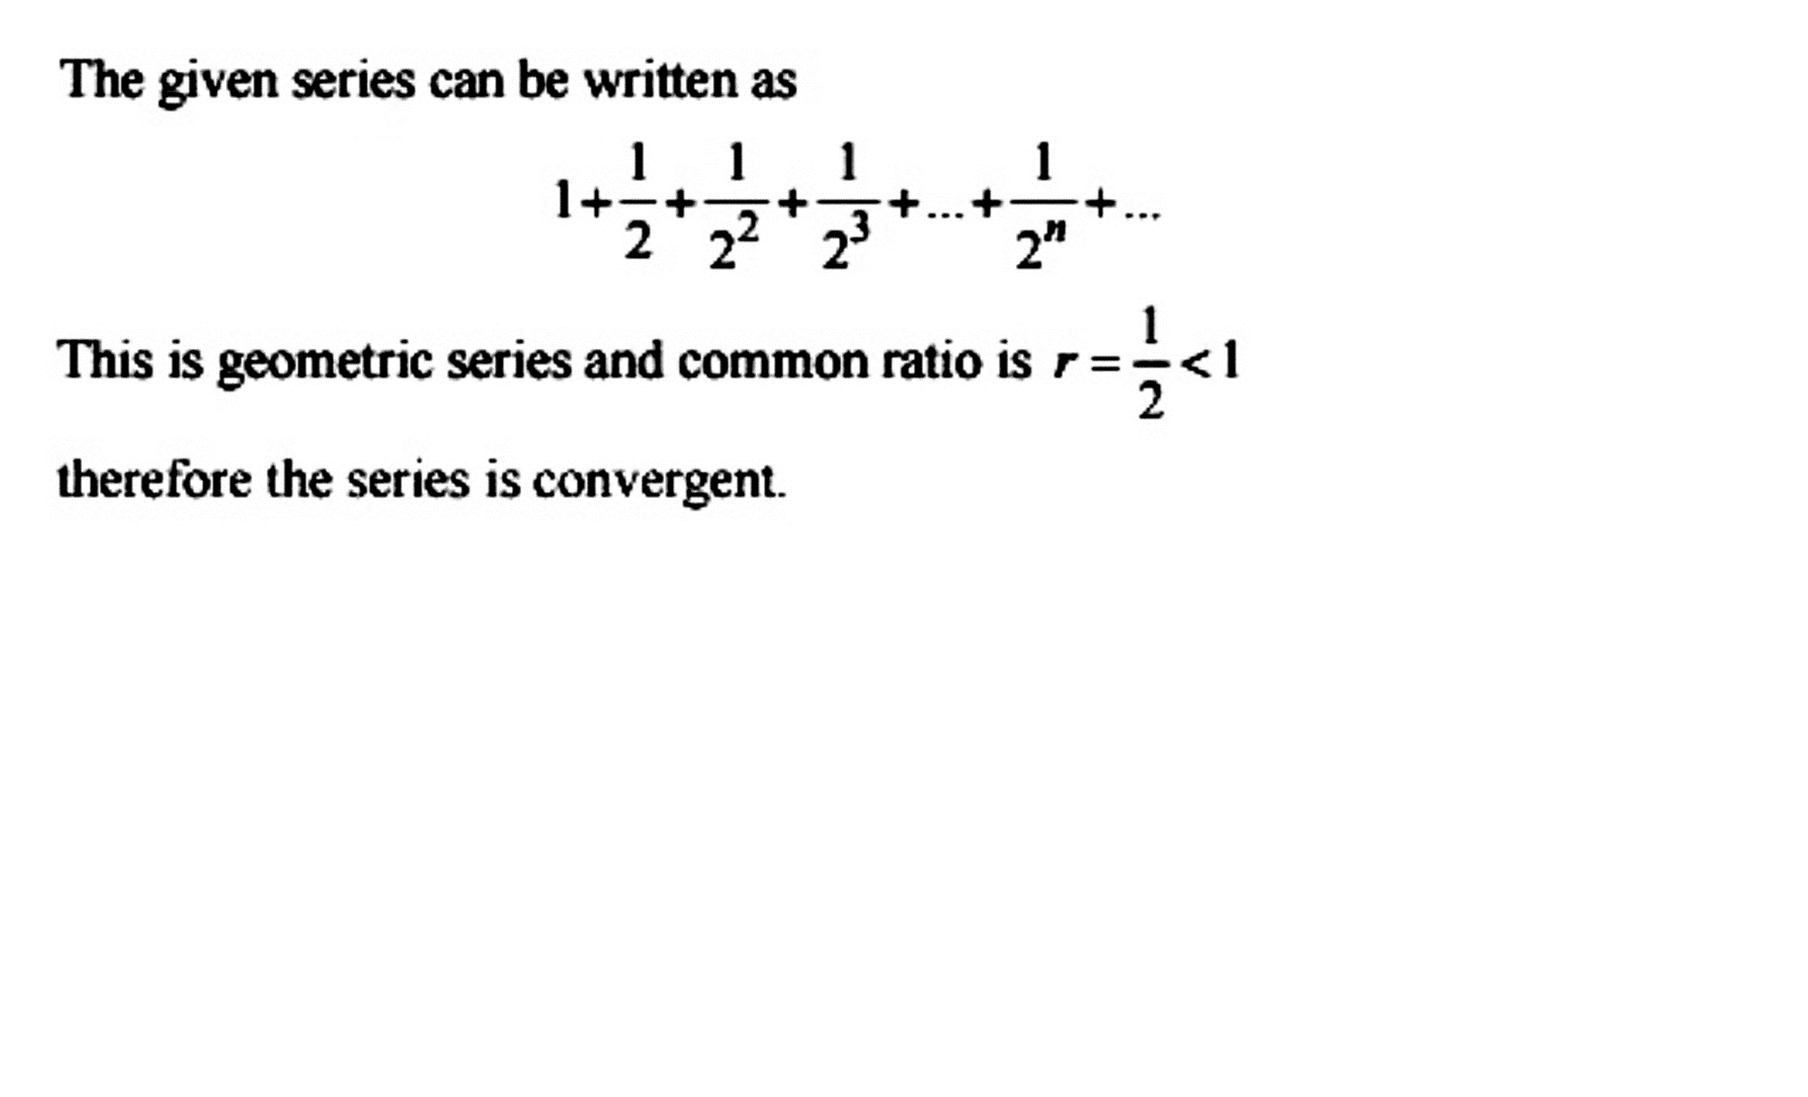 The given series can be written as
1+\frac{1}{2}+\frac{1}{2^2}+\frac{1}{2^3}+...+\frac{1}{2^n}+...
This is geometric series and common ratio is r=\frac{1}{2}<1
therefore the series is convergent.